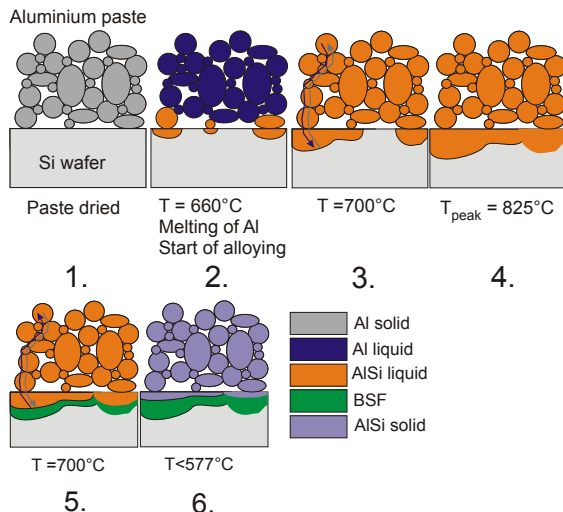 Aluminium paste
Si wafer
Paste dried
T = 660°C
Melting of Al
Start of alloying
T =700°C
Tpeak = 825°C
1.
2.
3.
4.
Al solid
Al liquid
AlSi liquid
BSF
AlSi solid
T =700°C
T<577°C
5.
6.